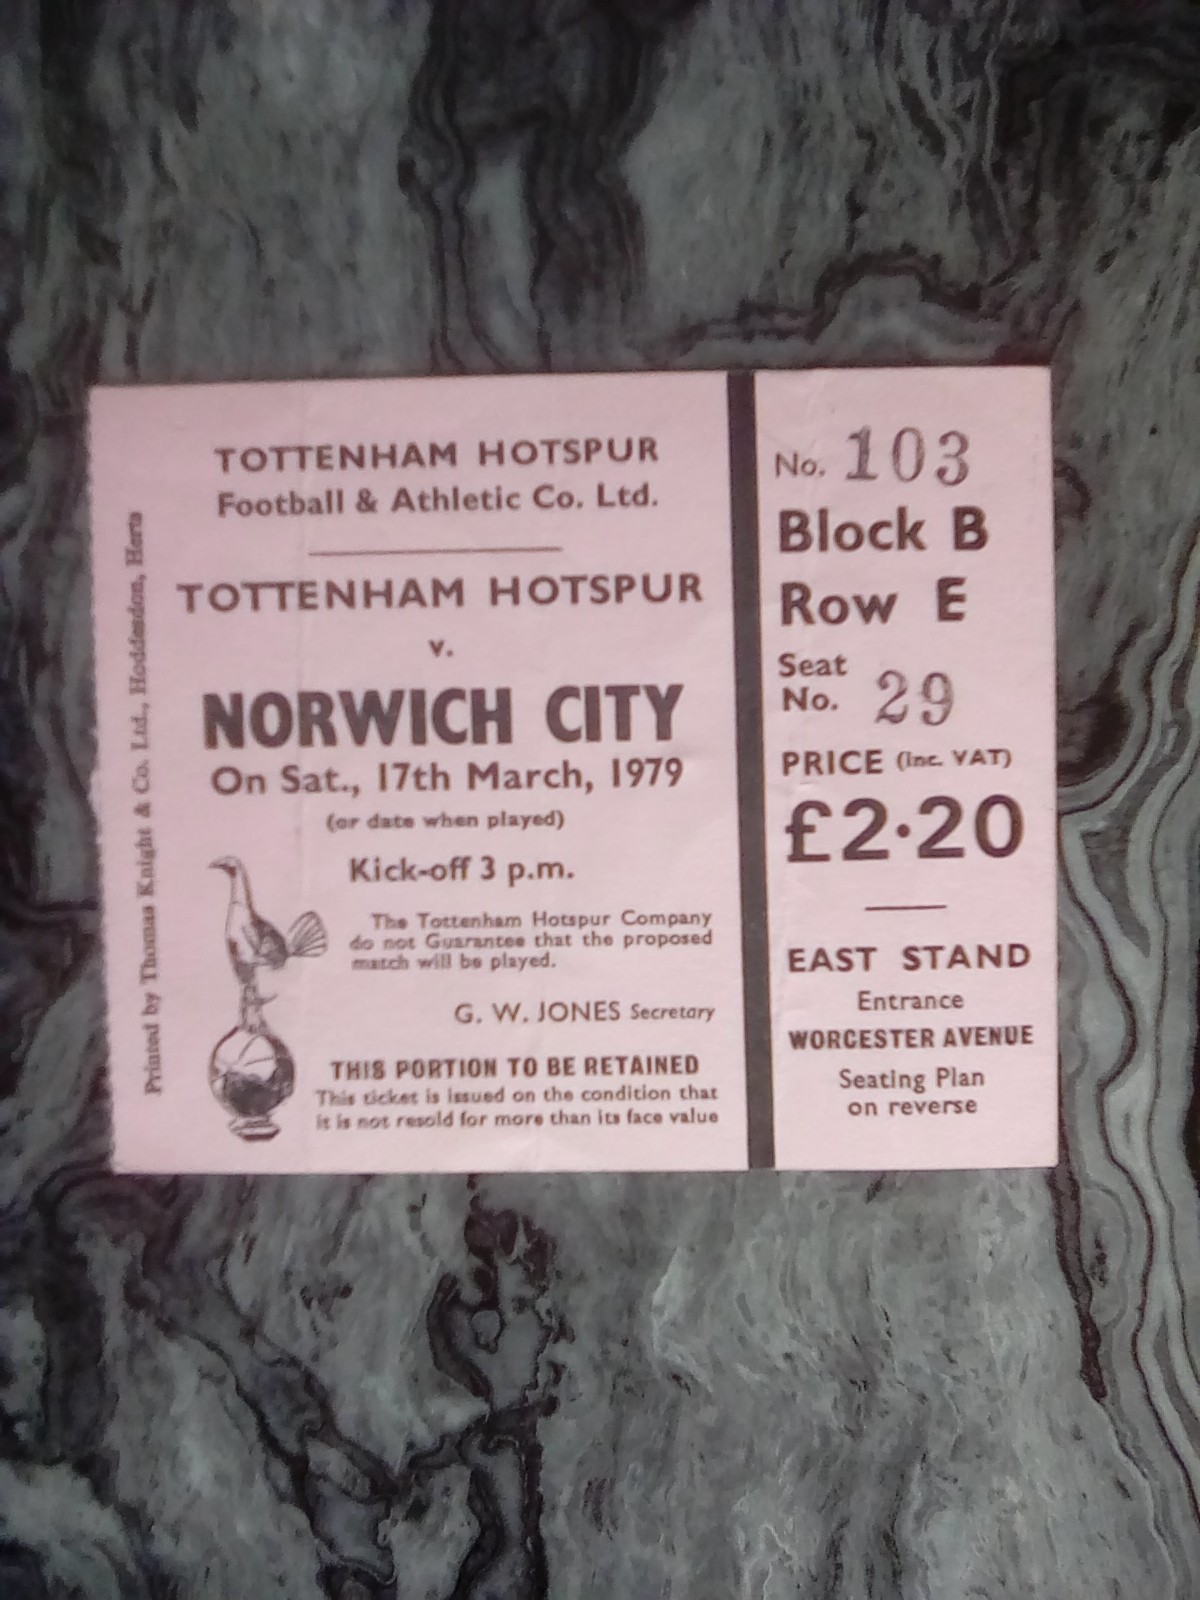 TOTTENHAM HOTSPUR
Football & Athletic Co. Ltd.
TOTTENHAM HOTSPUR
v.
NORWICH CITY
On Sat., 17th March, 1979
(or date when played)
Kick-off 3 p.m.
The Tottenham Hotspur Company
do not Guarantee that the proposed
match will be played.
G. W. JONES Secretary
THIS PORTION TO BE RETAINED
This ticket is issued on the condition that
it is not resold for more than its face value
Printed by Thomas Knight & Co. Ltd., Hoddesdon, Herts
No. 103
Block B
Row E
Seat
No. 29
PRICE (inc. VAT)
£2·20
EAST STAND
Entrance
WORCESTER AVENUE
Seating Plan
on reverse